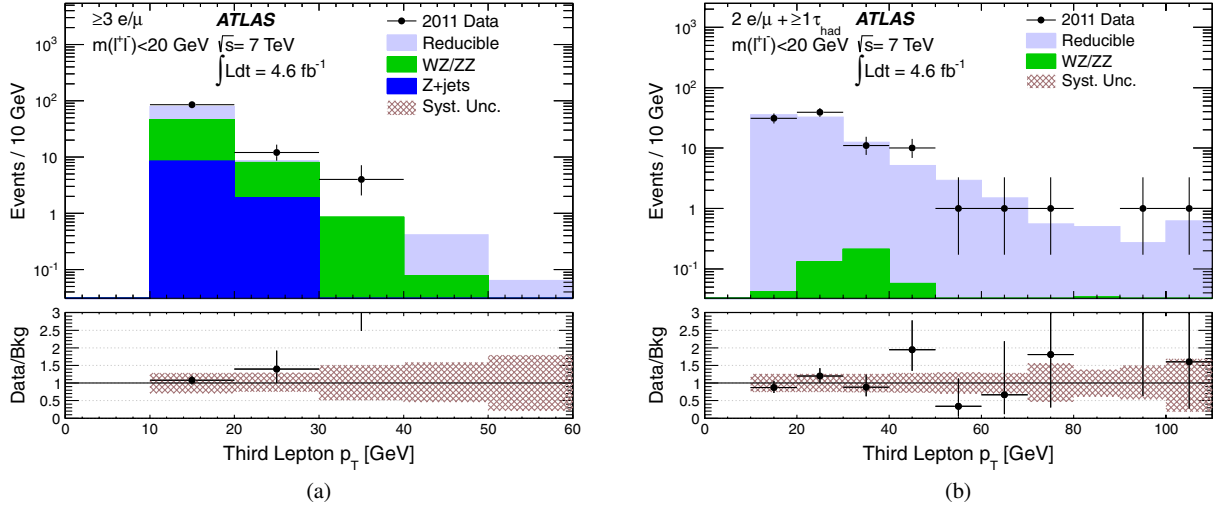 ≥3 e/μ ATLAS
m(l⁺l⁻)<20 GeV √s= 7 TeV
∫Ldt = 4.6 fb⁻¹
2011 Data
Reducible
WZ/ZZ
Z+jets
Syst. Unc.
Events / 10 GeV
10³
10²
10
1
10⁻¹
Data/Bkg
3
2.5
2
1.5
1
0.5
0
0 10 20 30 40 50 60
Third Lepton p_T [GeV]
(a)
2 e/μ + ≥1τ_had ATLAS
m(l⁺l⁻)<20 GeV √s= 7 TeV
∫Ldt = 4.6 fb⁻¹
2011 Data
Reducible
WZ/ZZ
Syst. Unc.
Events / 10 GeV
10³
10²
10
1
10⁻¹
Data/Bkg
3
2.5
2
1.5
1
0.5
0
0 20 40 60 80 100
Third Lepton p_T [GeV]
(b)